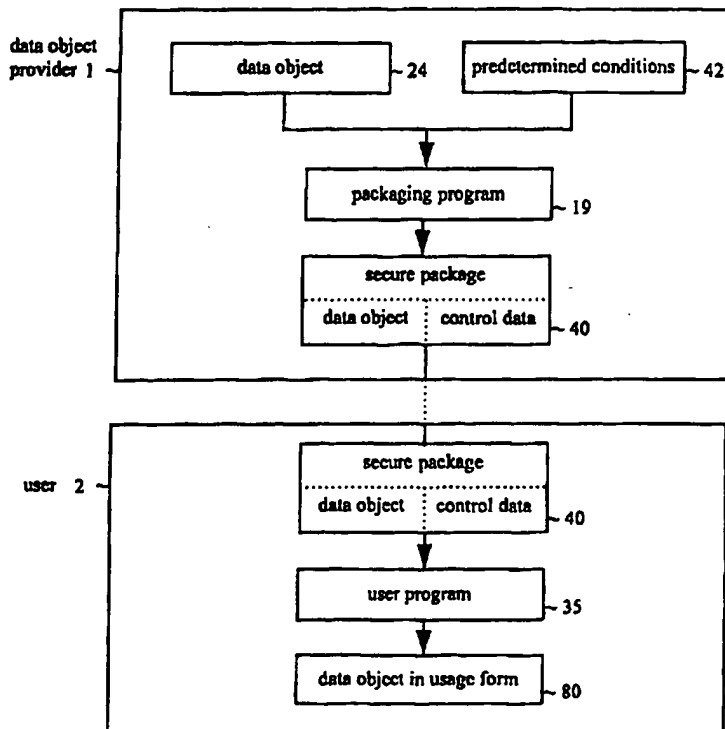 data object
provider 1
data object
24
predetermined conditions
42
packaging program
19
secure package
data object control data
40
user 2
secure package
data object control data
40
user program
35
data object in usage form
80